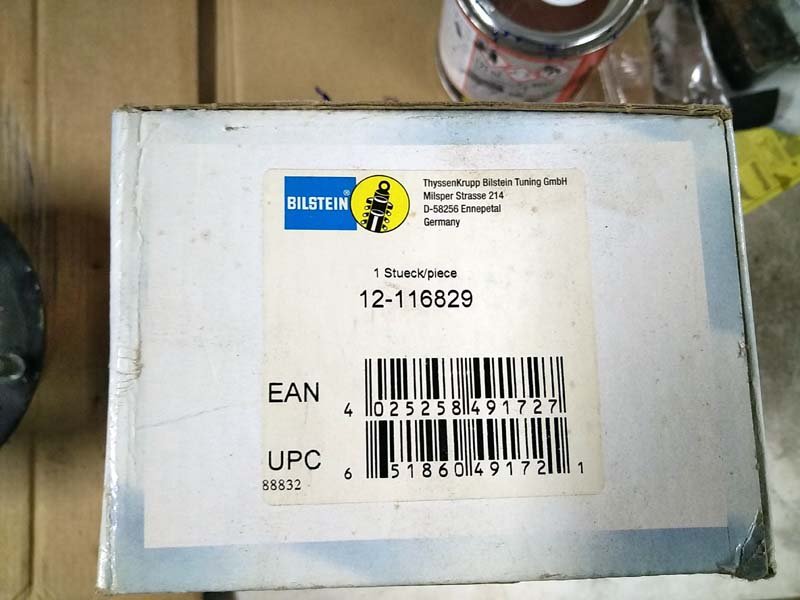 BILSTEIN®
ThyssenKrupp Bilstein Tuning GmbH
Milsper Strasse 214
D-58256 Ennepetal
Germany
1 Stueck/piece
12-116829
EAN
4 025258 491727
UPC
6 51860 49172 1
88832